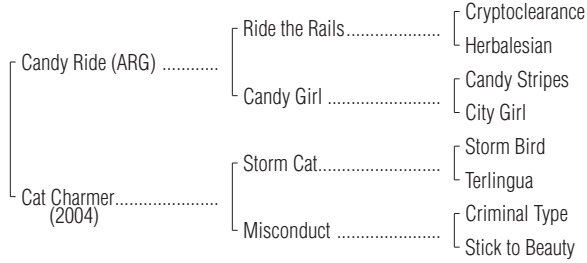 Cryptoclearance
Ride the Rails
Herbalesian
Candy Ride (ARG)
Candy Stripes
Candy Girl
City Girl
Storm Bird
Storm Cat
Terlingua
Cat Charmer
(2004)
Criminal Type
Misconduct
Stick to Beauty